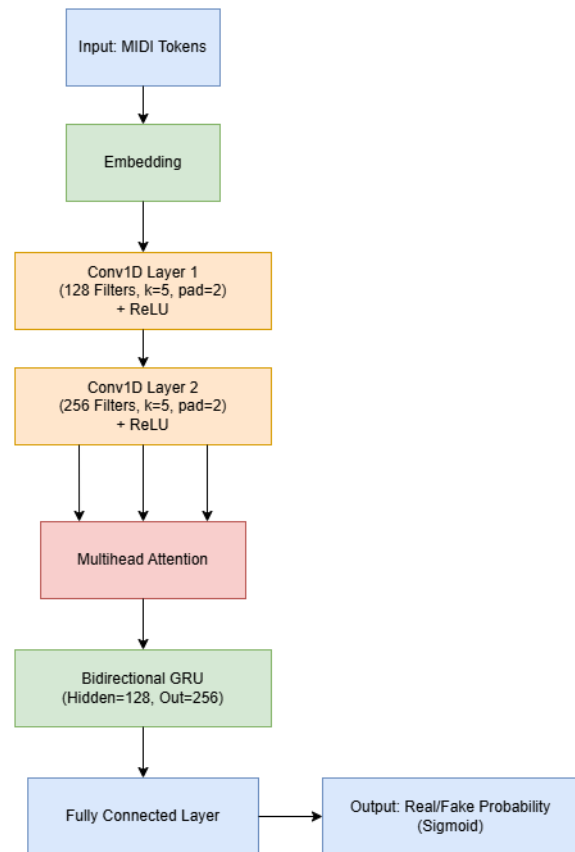 Input: MIDI Tokens
Embedding
Conv1D Layer 1
(128 Filters, k=5, pad=2)
+ ReLU
Conv1D Layer 2
(256 Filters, k=5, pad=2)
+ ReLU
Multihead Attention
Bidirectional GRU
(Hidden=128, Out=256)
Fully Connected Layer
Output: Real/Fake Probability
(Sigmoid)